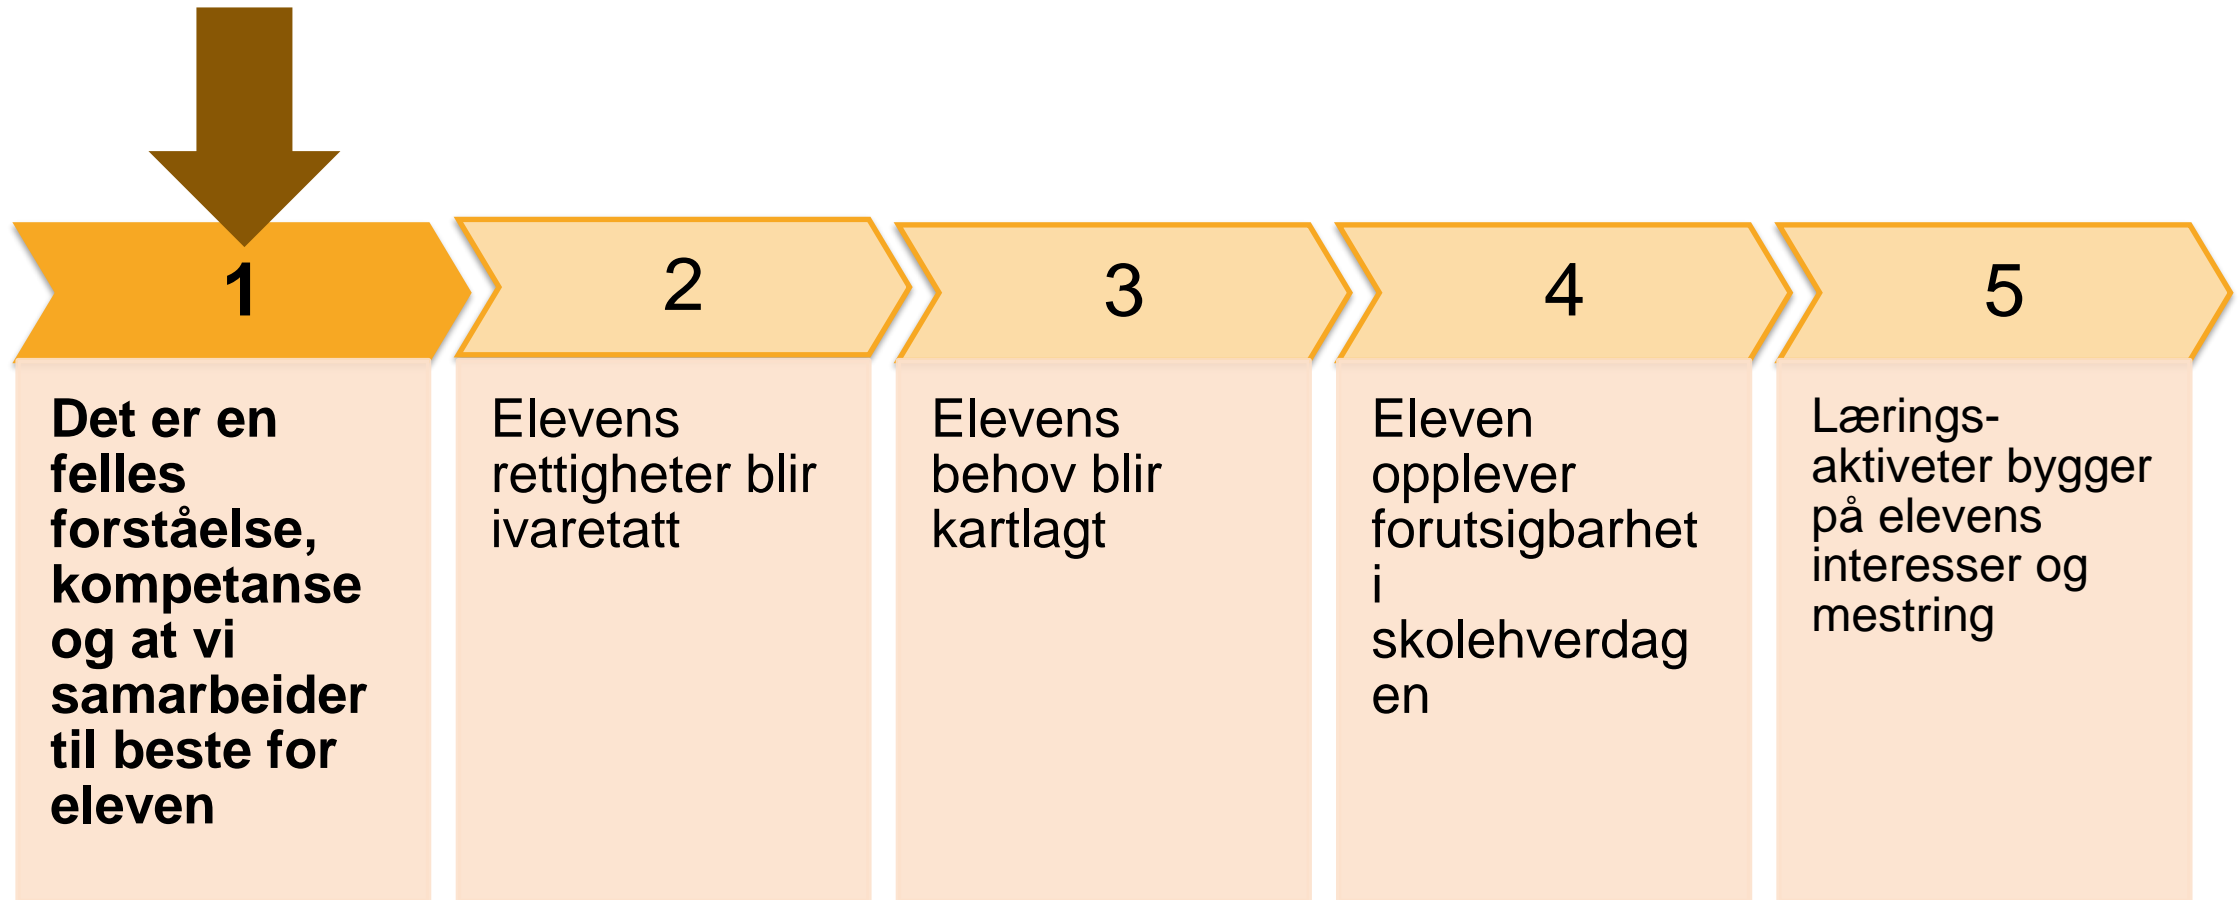 1
Det er en
felles
forståelse,
kompetanse
og at vi
samarbeider
til beste for
eleven
2
Elevens
rettigheter blir
ivaretatt
3
Elevens
behov blir
kartlagt
4
Eleven
opplever
forutsigbarhet
i
skolehverdag
en
5
Lærings-
aktiveter bygger
på elevens
interesser og
mestring